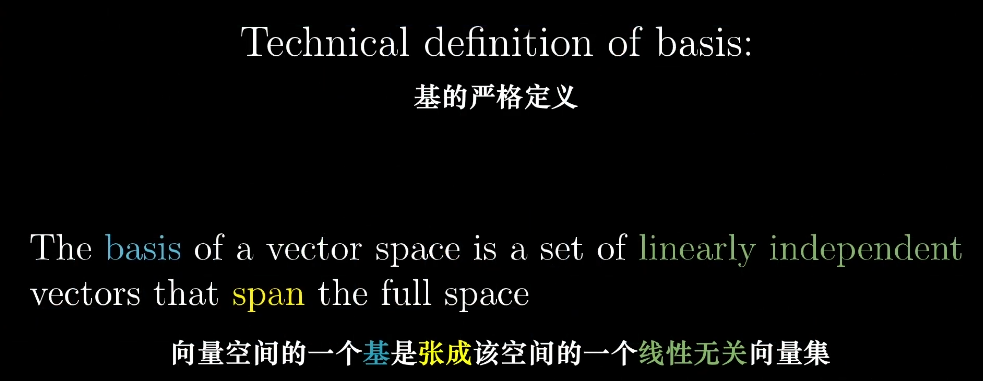 Technical definition of basis:
基的严格定义
The basis of a vector space is a set of linearly independent
vectors that span the full space
向量空间的一个基是张成该空间的一个线性无关向量集